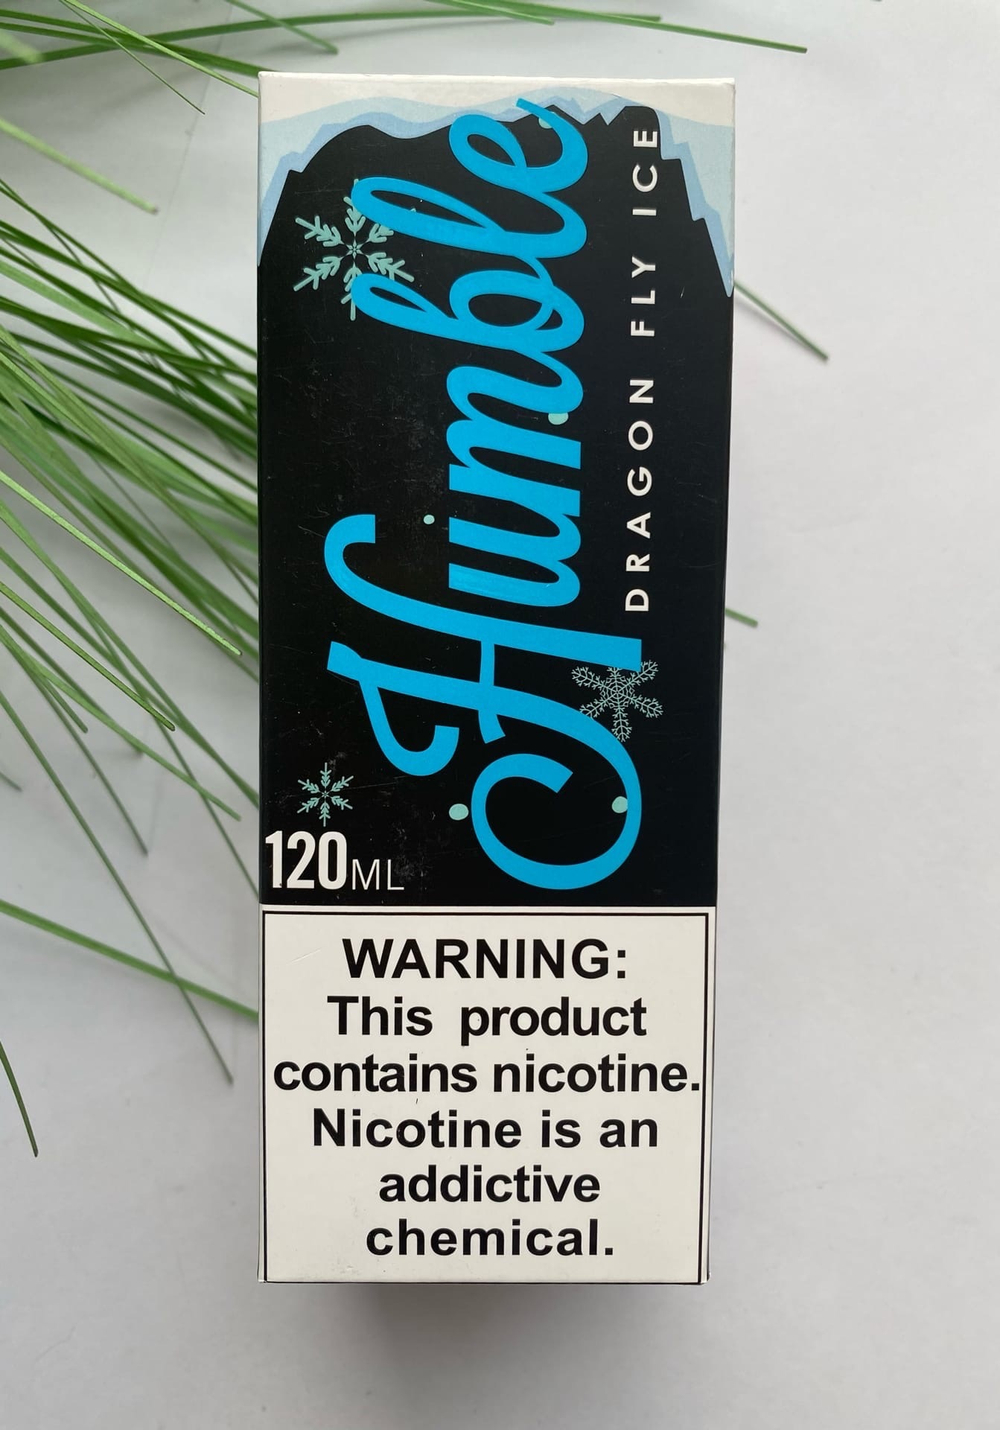 Humble
DRAGON FLY ICE
120ML
WARNING:
This product
contains nicotine.
Nicotine is an
addictive
chemical.